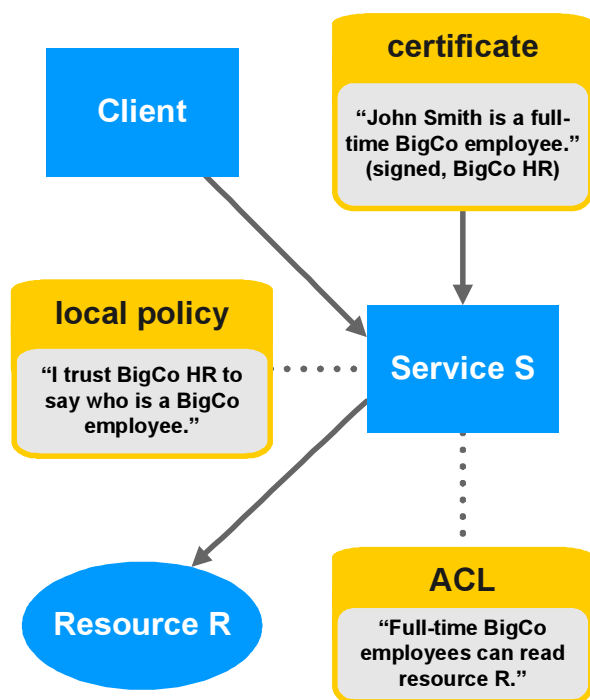 certificate
“John Smith is a full-
time BigCo employee.”
(signed, BigCo HR)
Client
local policy
“I trust BigCo HR to
say who is a BigCo
employee.”
Service S
Resource R
ACL
“Full-time BigCo
employees can read
resource R.”